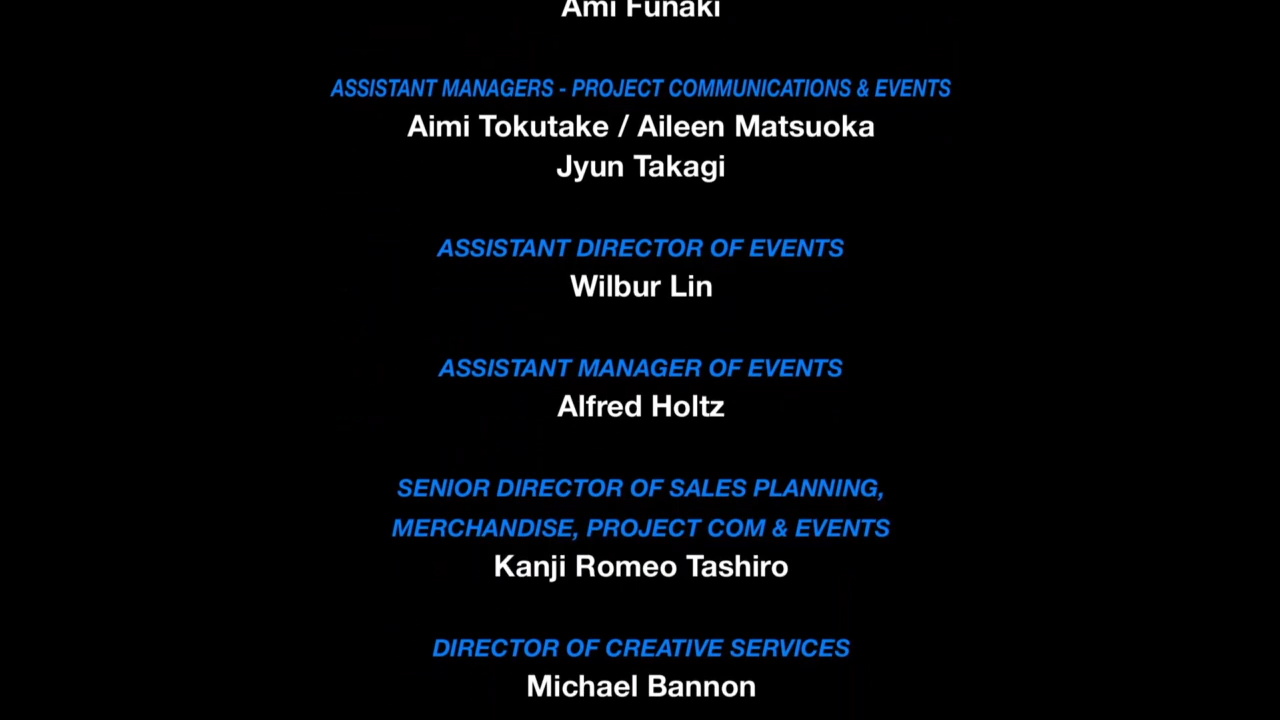 Ami Funaki
ASSISTANT MANAGERS - PROJECT COMMUNICATIONS & EVENTS
Aimi Tokutake / Aileen Matsuoka
Jyun Takagi
ASSISTANT DIRECTOR OF EVENTS
Wilbur Lin
ASSISTANT MANAGER OF EVENTS
Alfred Holtz
SENIOR DIRECTOR OF SALES PLANNING,
MERCHANDISE, PROJECT COM & EVENTS
Kanji Romeo Tashiro
DIRECTOR OF CREATIVE SERVICES
Michael Bannon